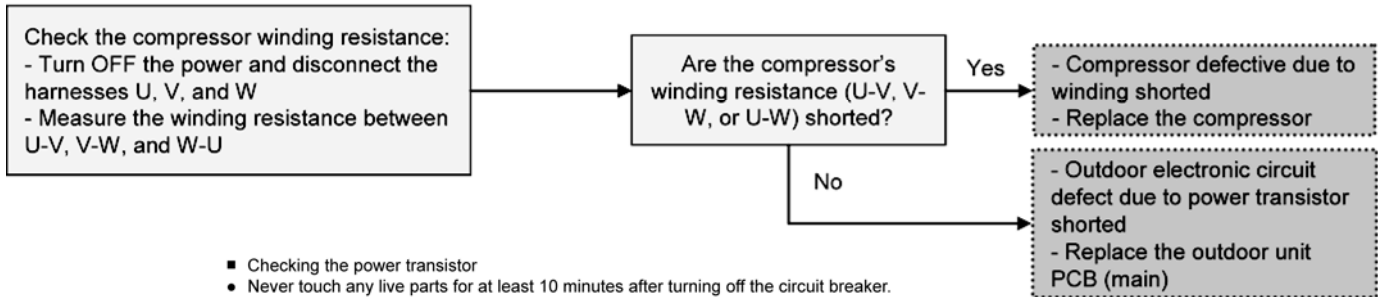 Check the compressor winding resistance:
- Turn OFF the power and disconnect the
harnesses U, V, and W
- Measure the winding resistance between
U-V, V-W, and W-U
Are the compressor's
winding resistance (U-V, V-
W, or U-W) shorted?
Yes
- Compressor defective due to
winding shorted
- Replace the compressor
No
- Outdoor electronic circuit
defect due to power transistor
shorted
- Replace the outdoor unit
PCB (main)
■ Checking the power transistor
● Never touch any live parts for at least 10 minutes after turning off the circuit breaker.